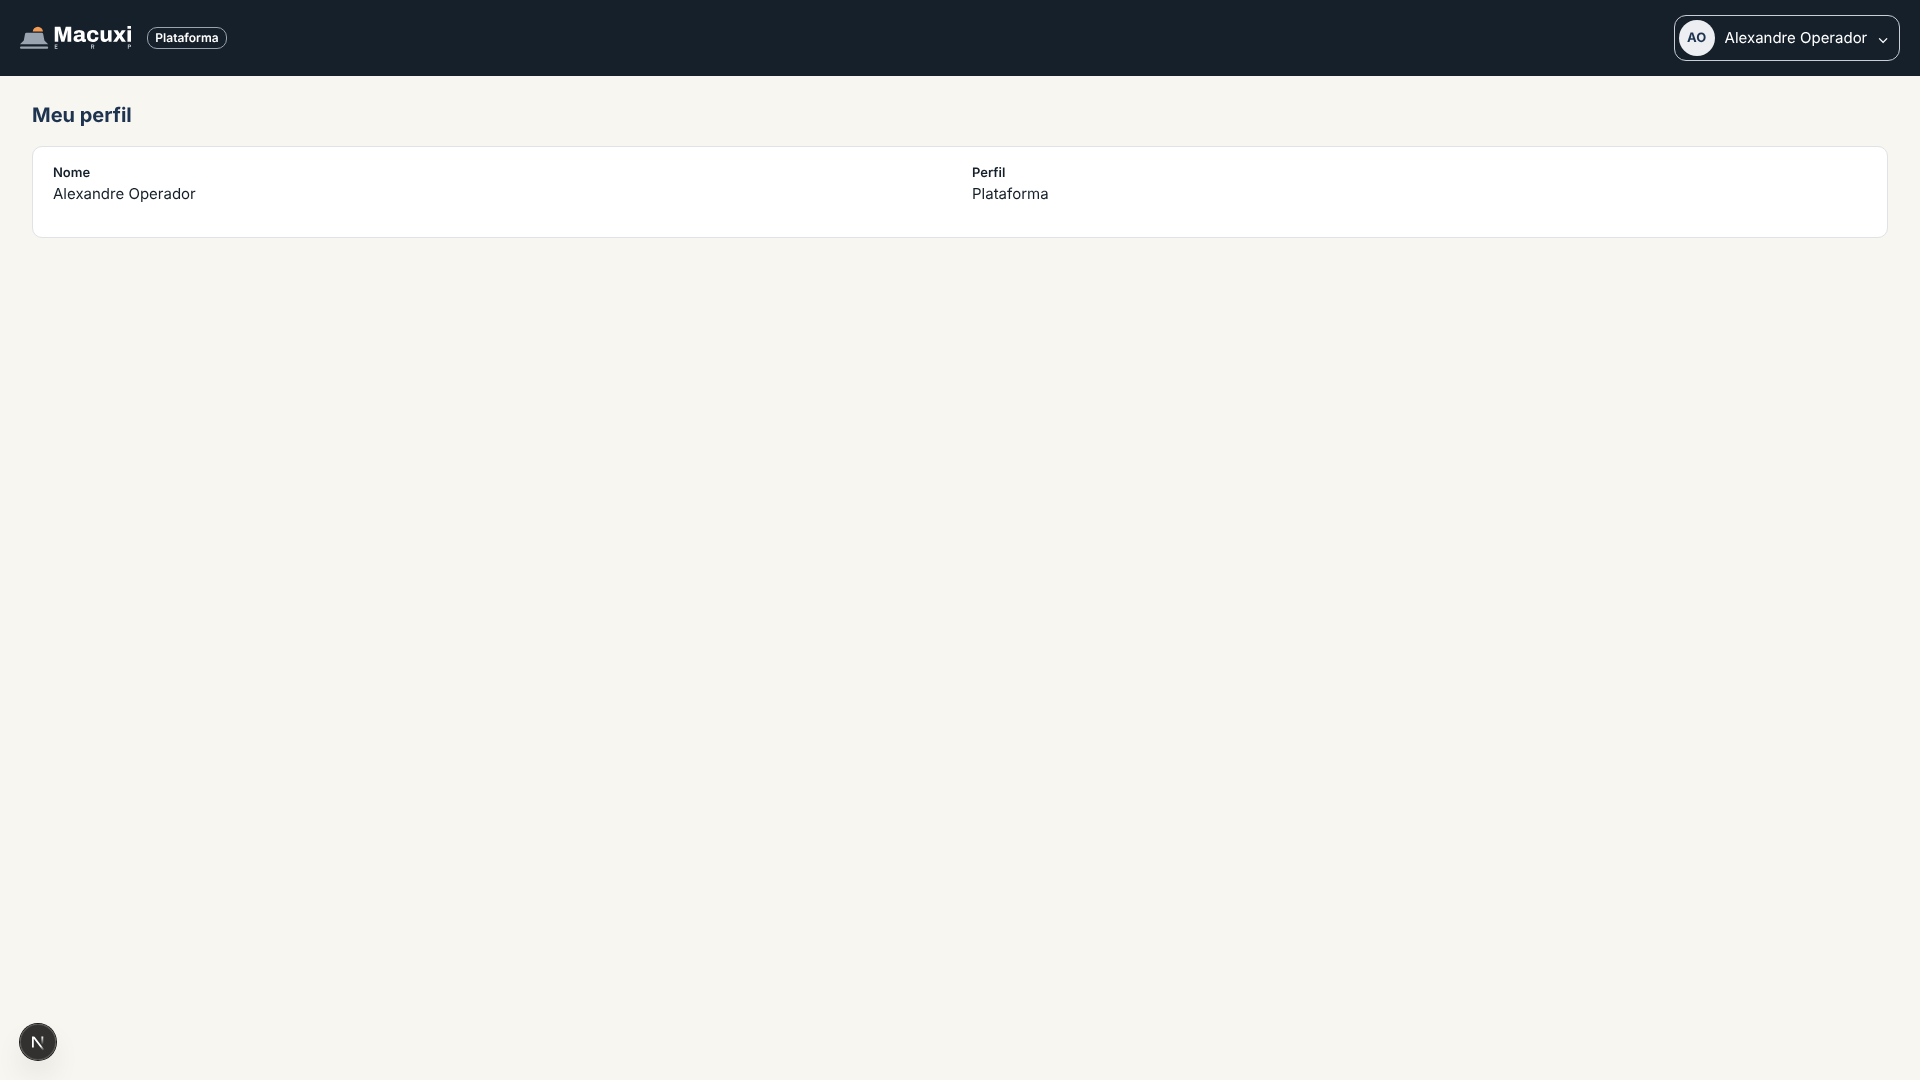 Macuxi
E R P
Plataforma
AO
Alexandre Operador
Meu perfil
Nome
Alexandre Operador
Perfil
Plataforma
N